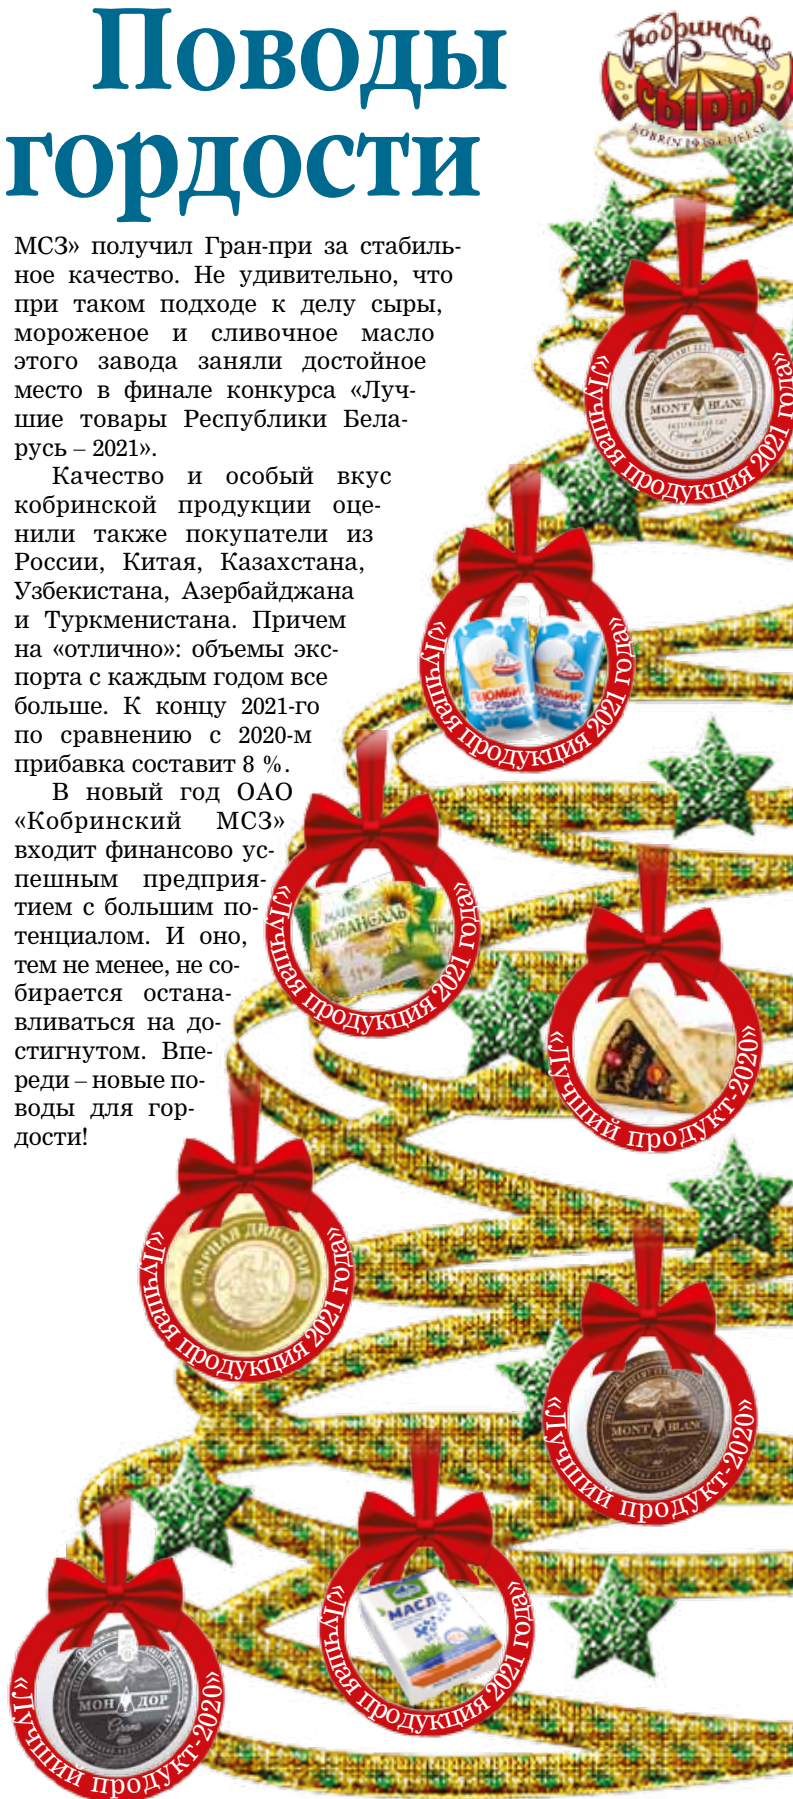 Поводы
гордости
Кобринские
сыры
KOBRIN 1939 CHEESE
МСЗ» получил Гран-при за стабиль-
ное качество. Не удивительно, что
при таком подходе к делу сыры,
мороженое и сливочное масло
этого завода заняли достойное
место в финале конкурса «Луч-
шие товары Республики Бела-
русь – 2021».
Качество и особый вкус
кобринской продукции оце-
нили также покупатели из
России, Китая, Казахстана,
Узбекистана, Азербайджана
и Туркменистана. Причем
на «отлично»: объемы экс-
порта с каждым годом все
больше. К концу 2021-го
по сравнению с 2020-м
прибавка составит 8 %.
В новый год ОАО
«Кобринский МСЗ»
входит финансово ус-
пешным предприя-
тием с большим по-
тенциалом. И оно,
тем не менее, не со-
бирается остана-
вливаться на до-
стигнутом. Впе-
реди – новые по-
воды для гор-
дости!
MONT BLANC
«Лучшая продукция 2021 года»
ПЛОМБИР
СЛИВКАХ
ПЛОМБИР
СЛИВКАХ
«Лучшая продукция 2021 года»
ПРОВАНСАЛЬ
«Лучшая продукция 2021 года»
«Лучший продукт-2020»
СЫРНАЯ ДИНАСТИЯ
«Лучшая продукция 2021 года»
MONT BLANC
«Лучший продукт-2020»
МАСЛО
«Лучшая продукция 2021 года»
МОН ДОР
«Лучший продукт-2020»